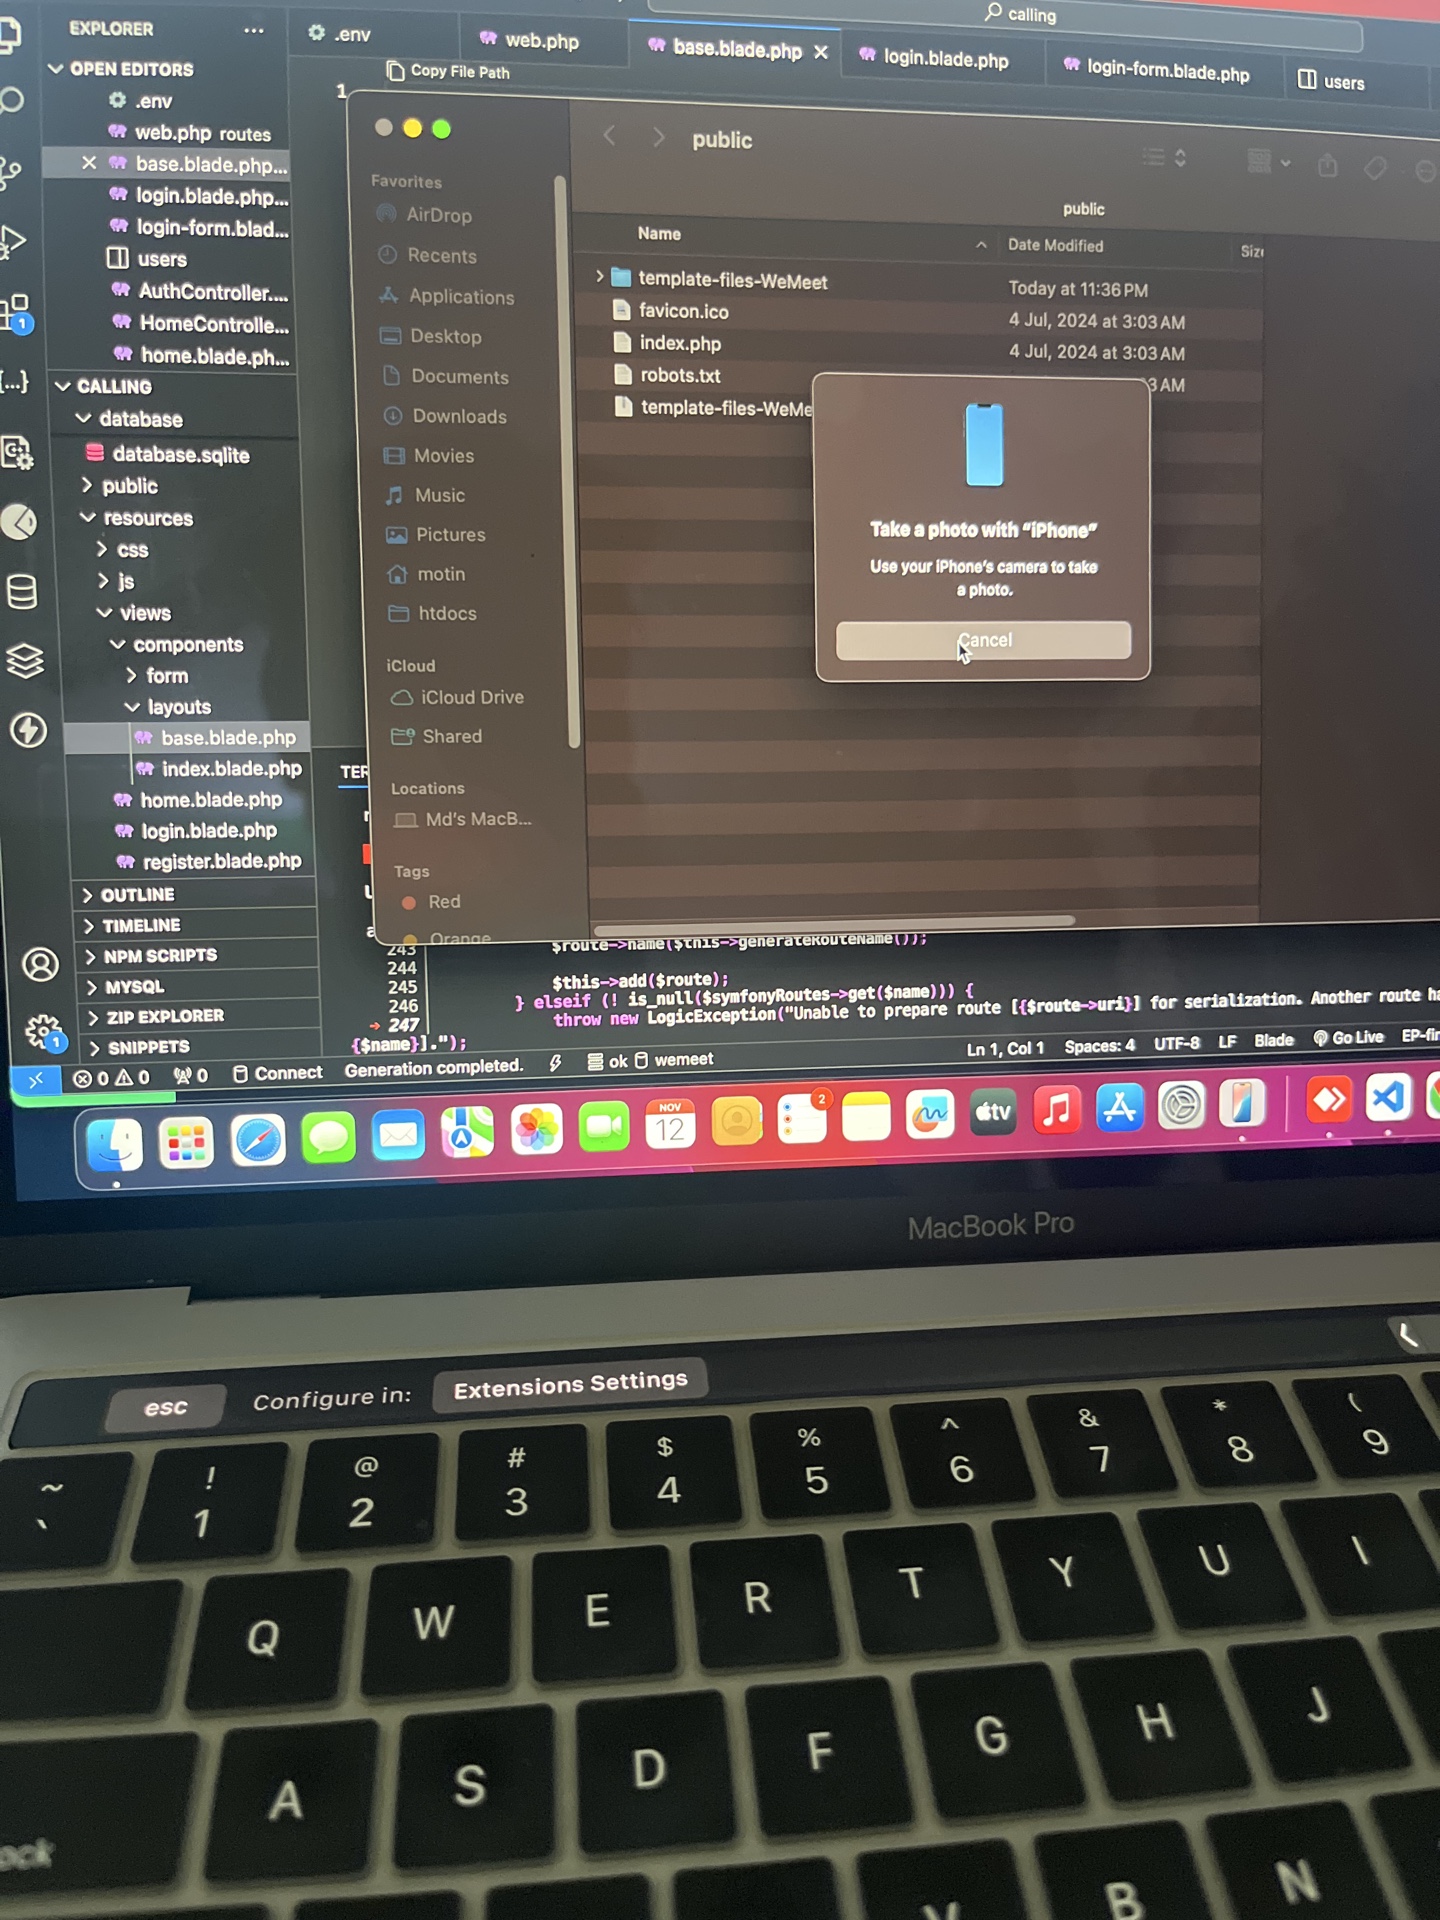 EXPLORER
OPEN EDITORS
.env
web.php routes
base.blade.php...
login.blade.php...
login-form.blad...
users
AuthController....
HomeControlle...
home.blade.ph...
CALLING
database
database.sqlite
public
resources
css
js
views
components
form
layouts
base.blade.php
index.blade.php
home.blade.php
login.blade.php
register.blade.php
OUTLINE
TIMELINE
NPM SCRIPTS
MYSQL
ZIP EXPLORER
SNIPPETS
1
1
calling
.env
web.php
base.blade.php
login.blade.php
login-form.blade.php
users
Copy File Path
1
public
Favorites
AirDrop
Recents
Applications
Desktop
Documents
Downloads
Movies
Music
Pictures
motin
htdocs
iCloud
iCloud Drive
Shared
Locations
Md's MacB...
Tags
Red
Orange
public
Name
Date Modified
template-files-WeMeet
Today at 11:36 PM
favicon.ico
4 Jul, 2024 at 3:03 AM
index.php
4 Jul, 2024 at 3:03 AM
robots.txt
3 AM
template-files-WeMe
Take a photo with “iPhone”
Use your iPhone's camera to take
a photo.
Cancel
TER
243 $route->name($this->generateRouteName());
244
245 $this->add($route);
246 } elseif (! is_null($symfonyRoutes->get($name))) {
247 throw new LogicException("Unable to prepare route [{$route->uri}] for serialization. Another route ha
{$name}].");
0 0 0 Connect Generation completed. ok wemeet Ln 1, Col 1 Spaces: 4 UTF-8 LF Blade Go Live EP-fir
NOV
12
2
tv
MacBook Pro
esc Configure in: Extensions Settings
~ ! @ # $ % ^ & * (
` 1 2 3 4 5 6 7 8 9
Q W E R T Y U I
A S D F G H J
ock
V B N